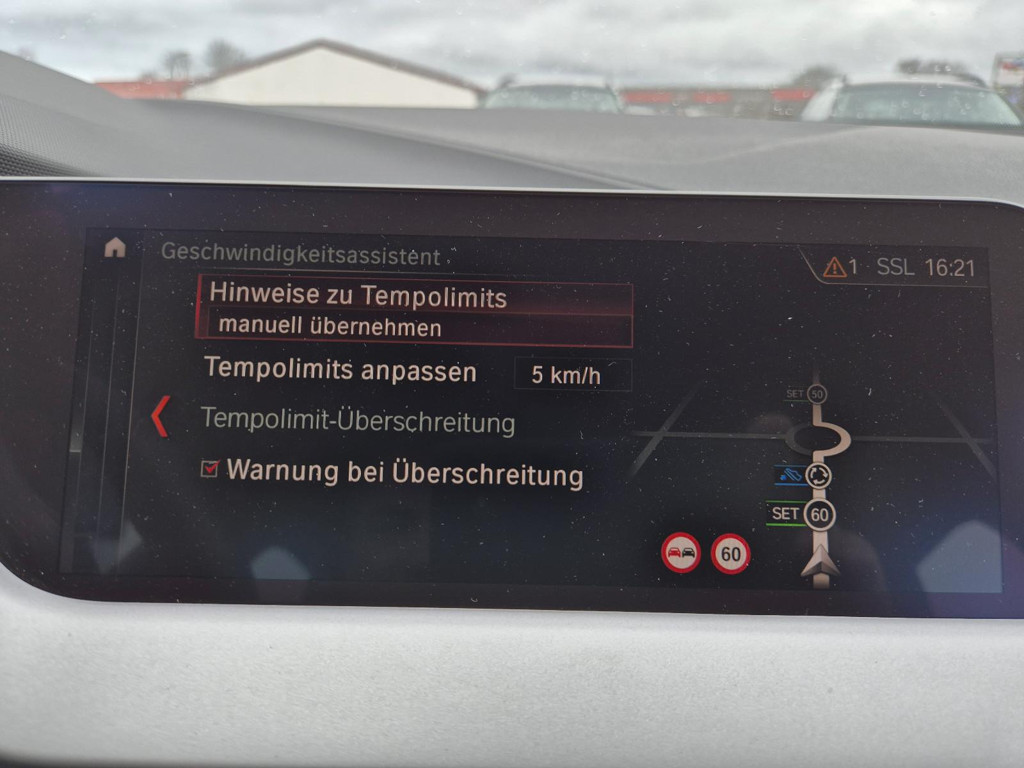 Geschwindigkeitsassistent
1 SSL 16:21
Hinweise zu Tempolimits
manuell übernehmen
Tempolimits anpassen 5 km/h
Tempolimit-Überschreitung
Warnung bei Überschreitung
SET 50
SET 60
60